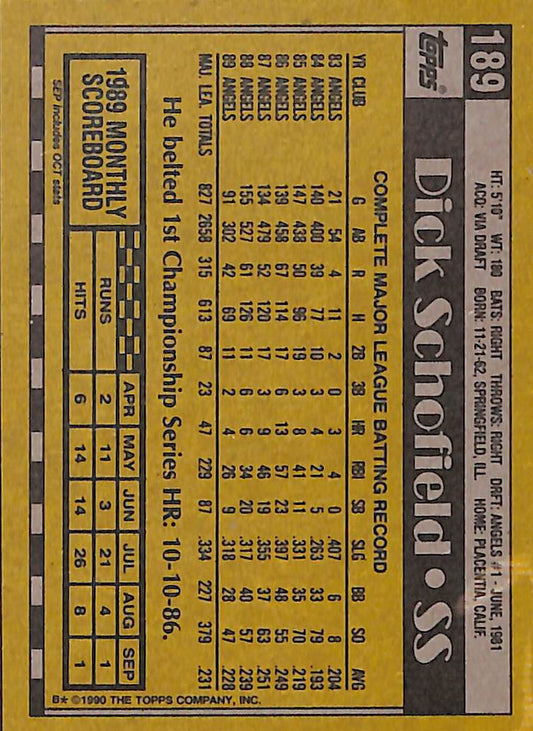 189
HT: 5'10" WT: 180 BATS: RIGHT THROWS: RIGHT DRFT: ANGELS #1-JUNE, 1981
ACQ: VIA DRAFT BORN: 11-21-62, SPRINGFIELD, ILL. HOME: PLACENTIA, CALIF.
TOPPS
Dick Schofield • SS
COMPLETE MAJOR LEAGUE BATTING RECORD
YR CLUB G AB R H 2B 3B HR RBI SB SLG BB SO AVG
83 ANGELS 21 54 4 11 2 0 3 4 0 .407 6 8 .204
84 ANGELS 140 400 39 77 10 3 4 21 5 .263 33 79 .193
85 ANGELS 147 438 50 96 19 3 8 41 11 .331 35 70 .219
86 ANGELS 139 458 67 114 17 6 13 57 23 .397 48 55 .249
87 ANGELS 134 479 52 120 17 3 9 46 19 .355 37 63 .251
88 ANGELS 155 527 61 126 11 6 6 34 20 .317 40 57 .239
89 ANGELS 91 302 42 69 11 2 4 26 9 .318 28 47 .228
MAJ. LEA. TOTALS 827 2658 315 613 87 23 47 229 87 .334 227 379 .231
He belted 1st Championship Series HR: 10-10-86.
1989 MONTHLY
SCOREBOARD
SEP includes OCT stats
APR MAY JUN JUL AUG SEP
RUNS 2 11 3 21 4 1
HITS 6 14 14 26 8 1
B* ©1990 THE TOPPS COMPANY, INC.